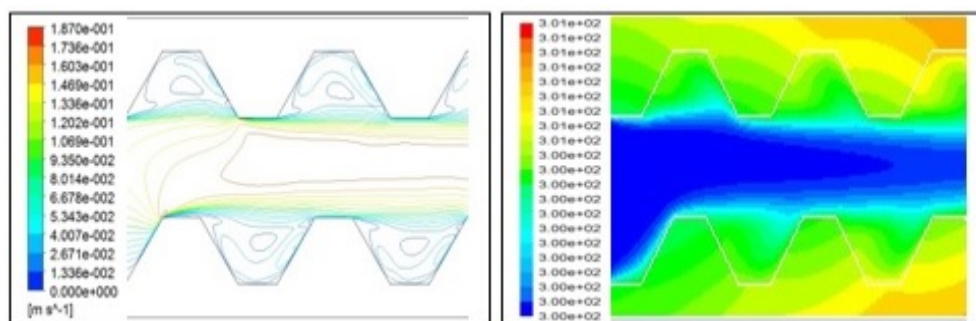 1.870e-001
1.736e-001
1.603e-001
1.469e-001
1.336e-001
1.202e-001
1.069e-001
9.350e-002
8.014e-002
6.678e-002
5.343e-002
4.007e-002
2.671e-002
1.336e-002
0.000e+000
[m s^-1]
3.01e+02
3.01e+02
3.01e+02
3.01e+02
3.01e+02
3.01e+02
3.01e+02
3.01e+02
3.01e+02
3.01e+02
3.00e+02
3.00e+02
3.00e+02
3.00e+02
3.00e+02
3.00e+02
3.00e+02
3.00e+02
3.00e+02
3.00e+02
3.00e+02